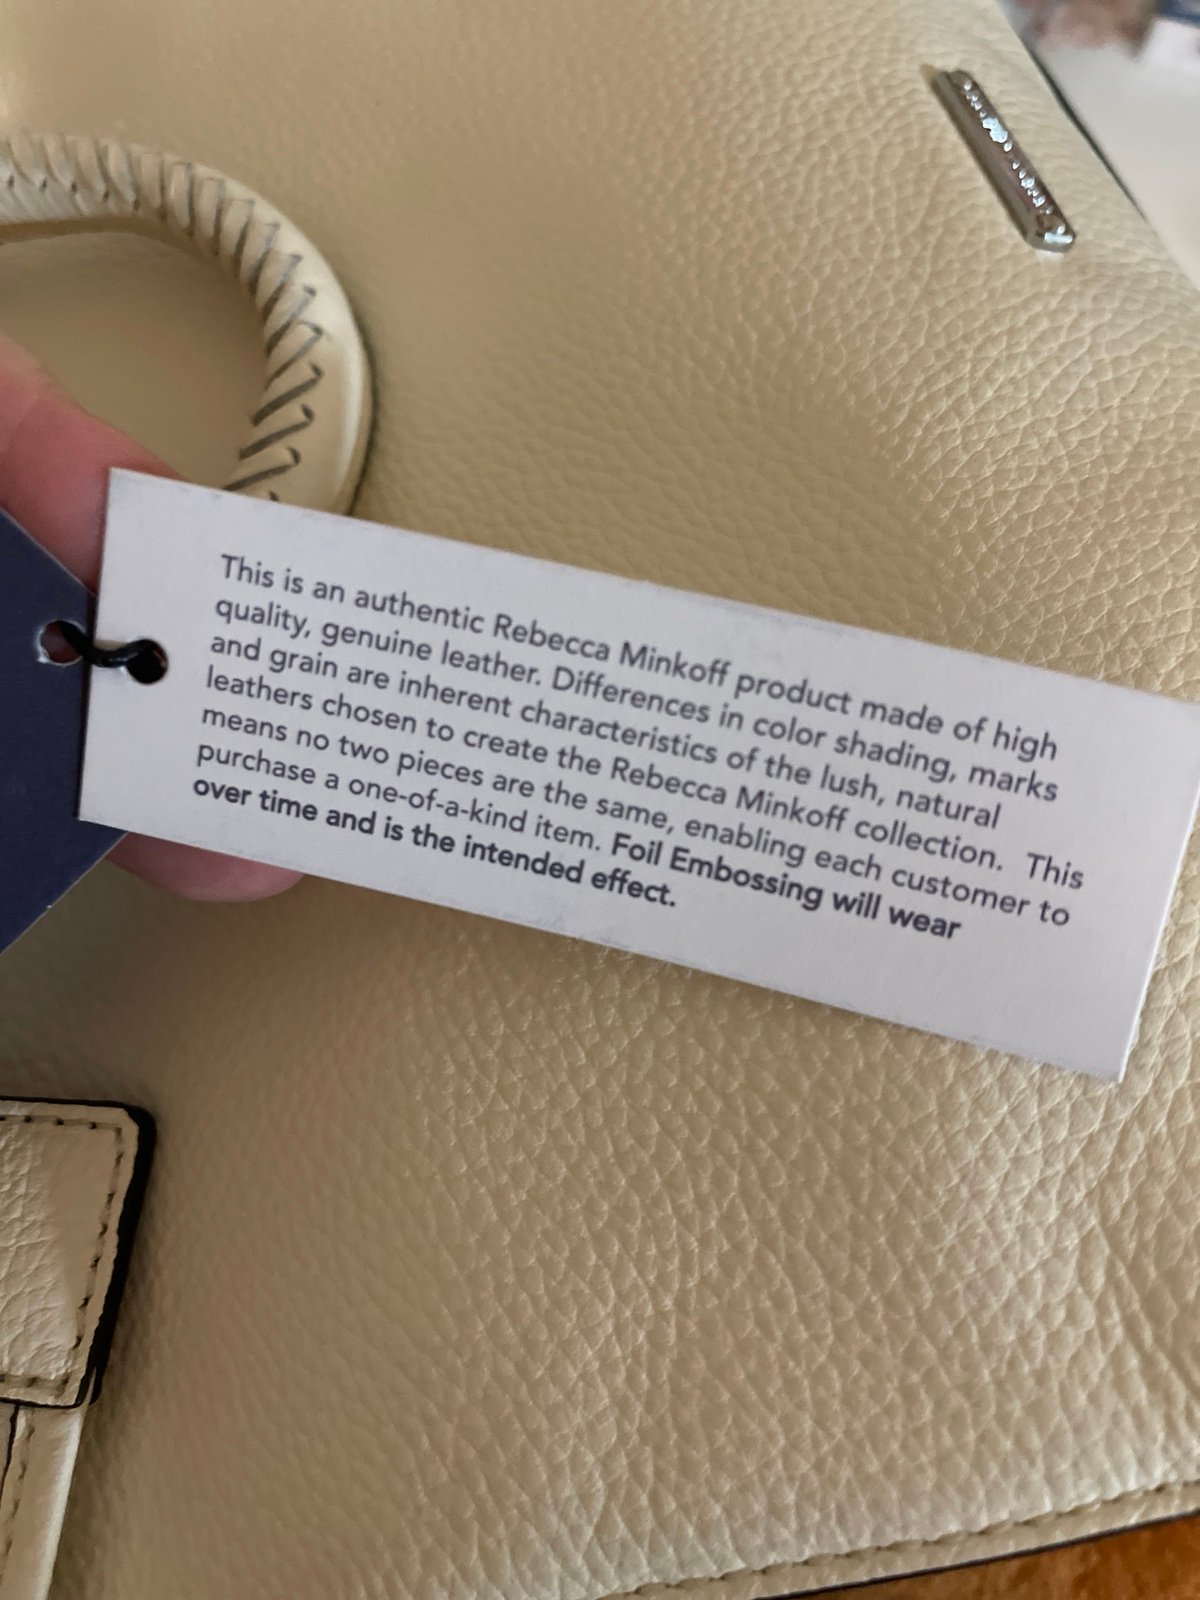 This is an authentic Rebecca Minkoff product made of high
quality, genuine leather. Differences in color shading, marks
and grain are inherent characteristics of the lush, natural
leathers chosen to create the Rebecca Minkoff collection. This
means no two pieces are the same, enabling each customer to
purchase a one-of-a-kind item. Foil Embossing will wear
over time and is the intended effect.